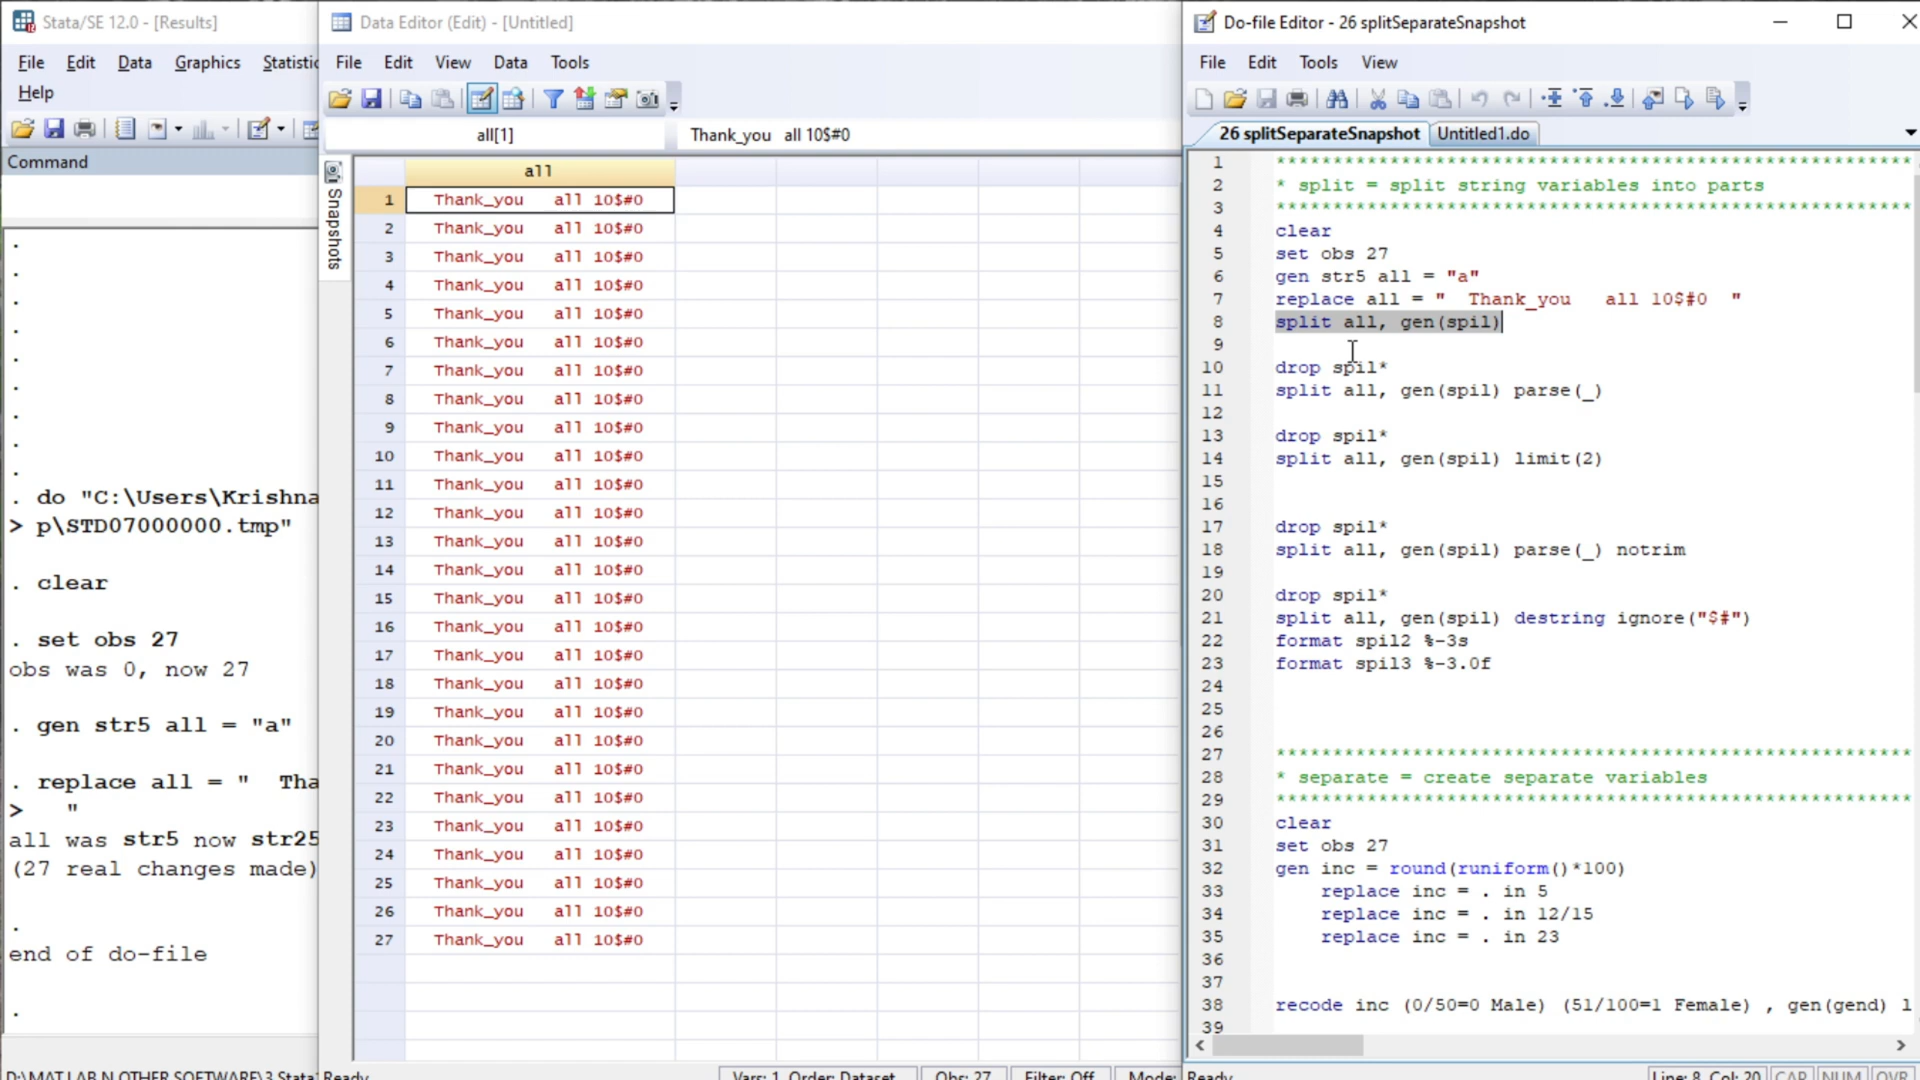 Stata/SE 12.0 - [Results]
File Edit Data Graphics Statistic
Help
Command
.
.
.
.
.
.
.
.
.
. do "C:\Users\Krishna
> p\STD07000000.tmp"
. clear
. set obs 27
obs was 0, now 27
. gen str5 all = "a"
. replace all = "  Tha
>   "
all was str5 now str25
(27 real changes made)
.
end of do-file
.
Data Editor (Edit) - [Untitled]
File Edit View Data Tools
all[1] Thank_you   all 10$#0
Snapshots
all
1 Thank_you   all 10$#0
2 Thank_you   all 10$#0
3 Thank_you   all 10$#0
4 Thank_you   all 10$#0
5 Thank_you   all 10$#0
6 Thank_you   all 10$#0
7 Thank_you   all 10$#0
8 Thank_you   all 10$#0
9 Thank_you   all 10$#0
10 Thank_you   all 10$#0
11 Thank_you   all 10$#0
12 Thank_you   all 10$#0
13 Thank_you   all 10$#0
14 Thank_you   all 10$#0
15 Thank_you   all 10$#0
16 Thank_you   all 10$#0
17 Thank_you   all 10$#0
18 Thank_you   all 10$#0
19 Thank_you   all 10$#0
20 Thank_you   all 10$#0
21 Thank_you   all 10$#0
22 Thank_you   all 10$#0
23 Thank_you   all 10$#0
24 Thank_you   all 10$#0
25 Thank_you   all 10$#0
26 Thank_you   all 10$#0
27 Thank_you   all 10$#0
Do-file Editor - 26 splitSeparateSnapshot
File Edit Tools View
26 splitSeparateSnapshot Untitled1.do
1 ********************************************************
2 * split = split string variables into parts
3 ********************************************************
4 clear
5 set obs 27
6 gen str5 all = "a"
7 replace all = "  Thank_you   all 10$#0  "
8 split all, gen(spil)
9
10 drop spil*
11 split all, gen(spil) parse(_)
12
13 drop spil*
14 split all, gen(spil) limit(2)
15
16
17 drop spil*
18 split all, gen(spil) parse(_) notrim
19
20 drop spil*
21 split all, gen(spil) destring ignore("$#")
22 format spil2 %-3s
23 format spil3 %-3.0f
24
25
26
27 ********************************************************
28 * separate = create separate variables
29 ********************************************************
30 clear
31 set obs 27
32 gen inc = round(runiform()*100)
33     replace inc = . in 5
34     replace inc = . in 12/15
35     replace inc = . in 23
36
37
38 recode inc (0/50=0 Male) (51/100=1 Female) , gen(gend) l
39
D:\MAT LAB N OTHER SOFTWARE\3 Stata Ready Vars: 1 Order: Dataset Obs: 27 Filter: Off Mode: Ready Line: 8, Col: 20 CAP NUM OVR